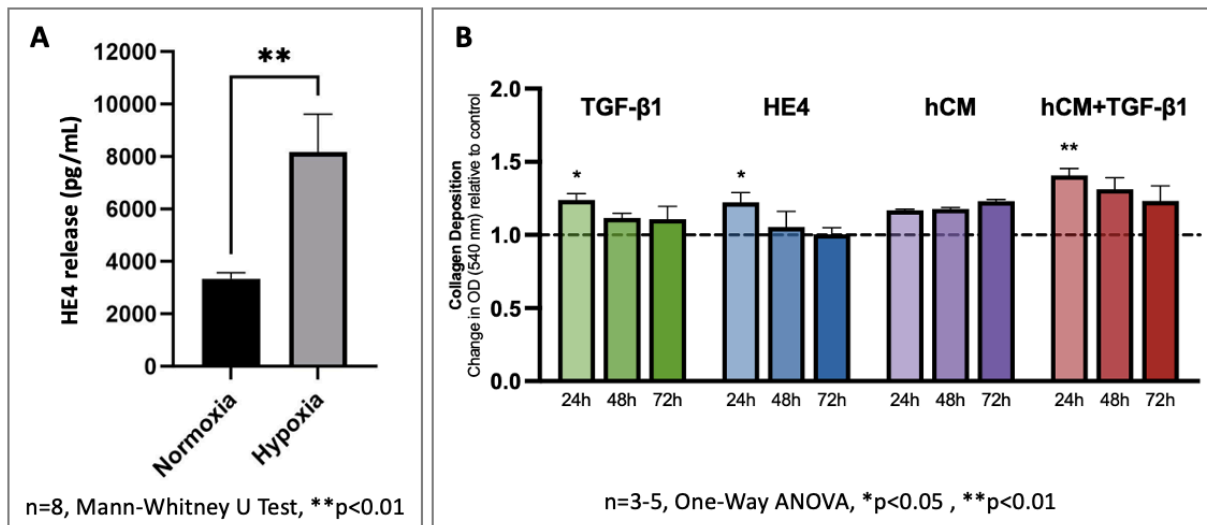 A
HE4 release (pg/mL)
12000
10000
8000
6000
4000
2000
0
**
Normoxia
Hypoxia
n=8, Mann-Whitney U Test, **p<0.01
B
Collagen Deposition
Change in OD (540 nm) relative to control
2.0
1.5
1.0
0.5
0.0
TGF-β1
HE4
hCM
hCM+TGF-β1
*
*
**
24h 48h 72h
24h 48h 72h
24h 48h 72h
24h 48h 72h
n=3-5, One-Way ANOVA, *p<0.05 , **p<0.01